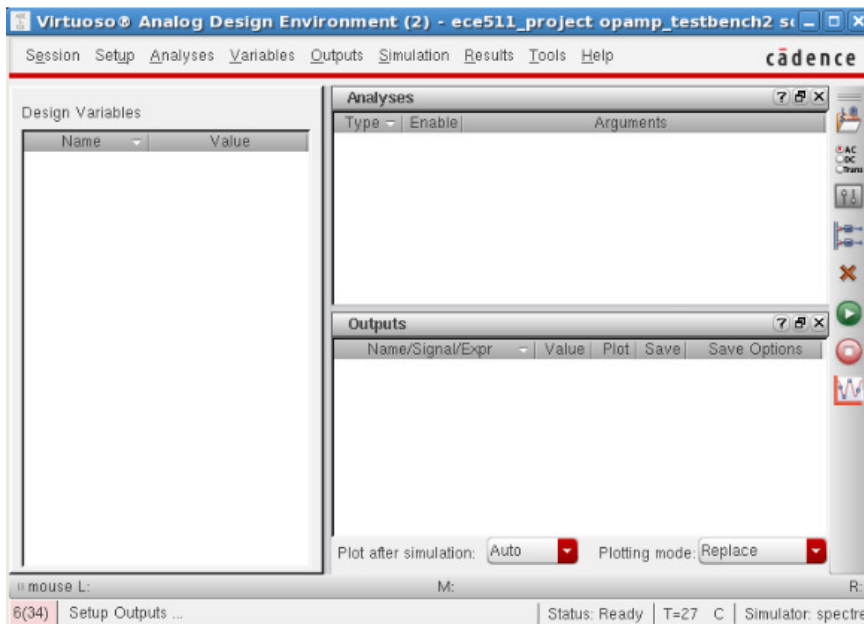 Virtuoso® Analog Design Environment (2) - ece511_project opamp_testbench2 sc
Session Setup Analyses Variables Outputs Simulation Results Tools Help
cādence
Design Variables
Name Value
Analyses
Type Enable Arguments
AC
DC
Trans
Outputs
Name/Signal/Expr Value Plot Save Save Options
Plot after simulation: Auto Plotting mode: Replace
mouse L: M: R:
6(34) Setup Outputs ... Status: Ready T=27 C Simulator: spectre